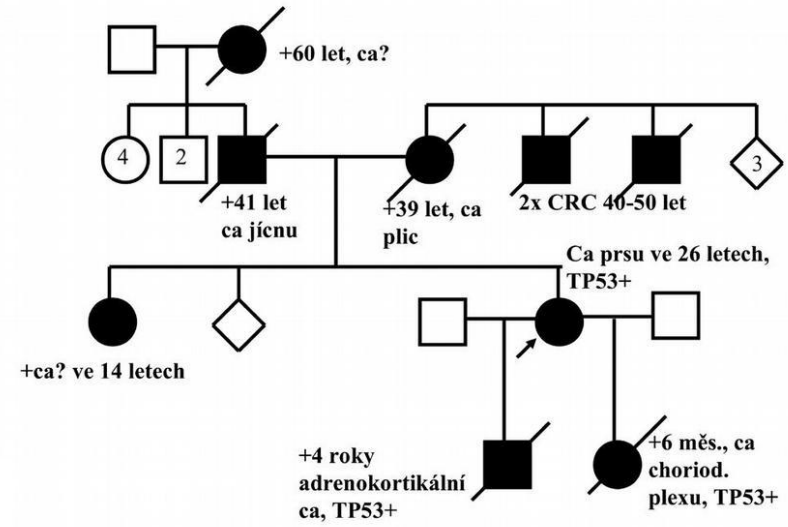 +60 let, ca?
4
2
3
+41 let
ca jícnu
+39 let, ca
plic
2x CRC 40-50 let
Ca prsu ve 26 letech,
TP53+
+ca? ve 14 letech
+4 roky
adrenokortikální
ca, TP53+
+6 měs., ca
choriod.
plexu, TP53+